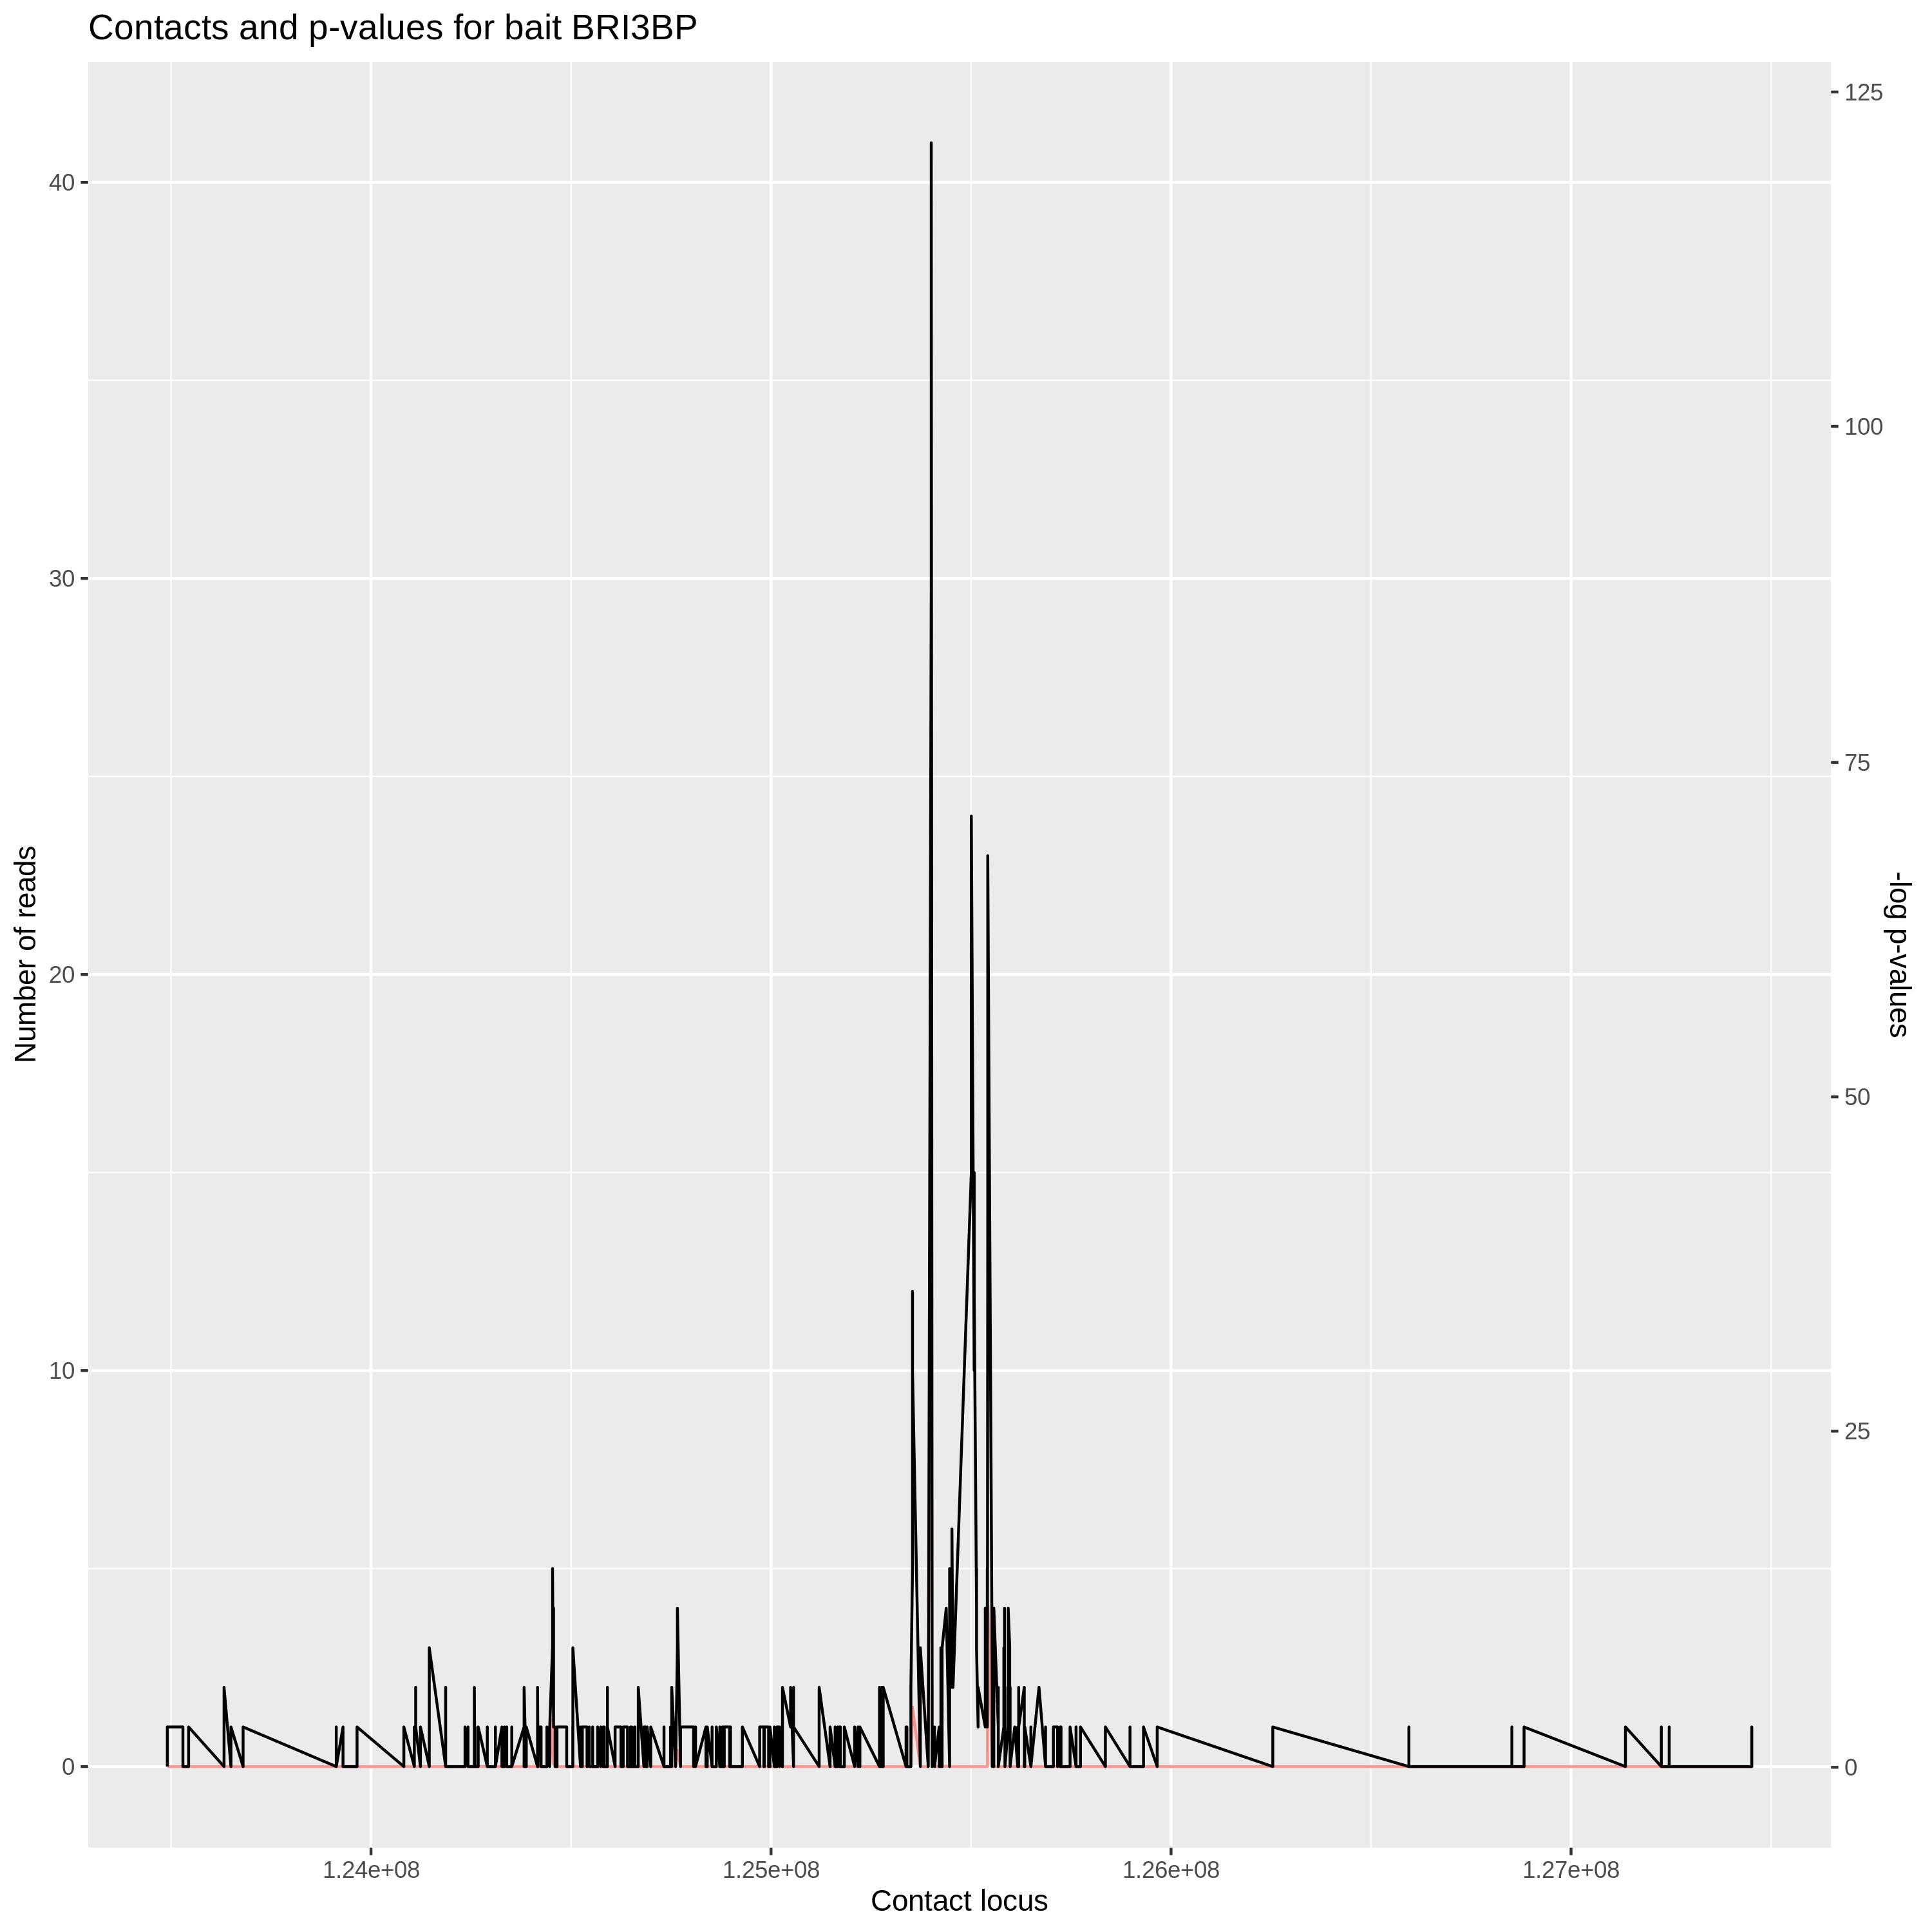 Contacts and p-values for bait BRI3BP
Number of reads
40
30
20
10
0
125
100
75
50
25
0
-log p-values
1.24e+08
1.25e+08
1.26e+08
1.27e+08
Contact locus